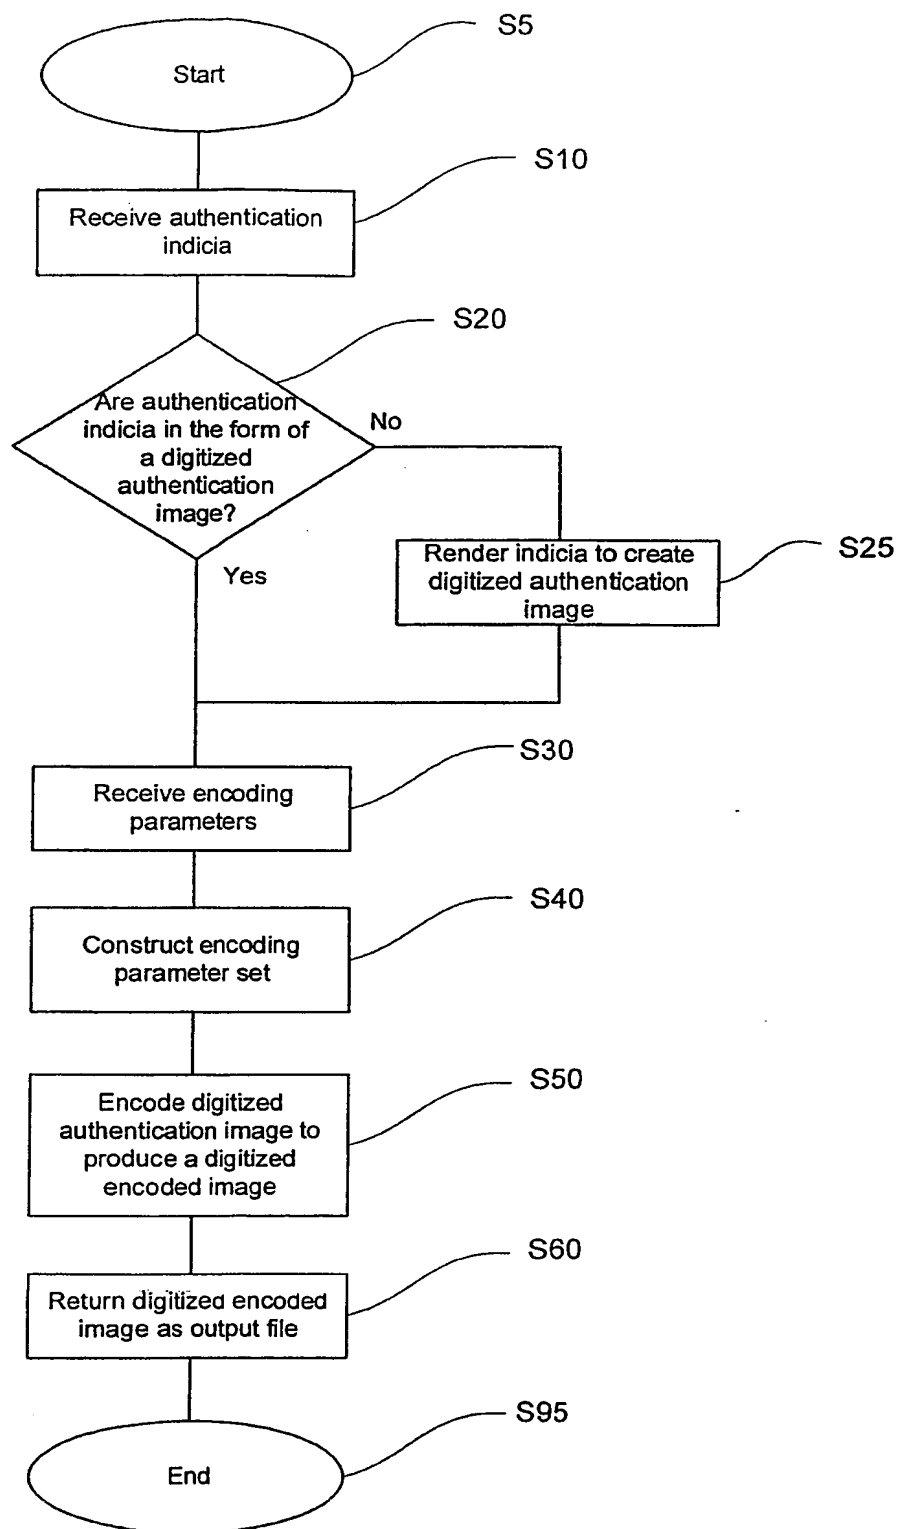 S5
Start
S10
Receive authentication
indicia
S20
Are authentication
indicia in the form of
a digitized
authentication
image?
No
Yes
Render indicia to create
digitized authentication
image
S25
S30
Receive encoding
parameters
S40
Construct encoding
parameter set
S50
Encode digitized
authentication image to
produce a digitized
encoded image
S60
Return digitized encoded
image as output file
S95
End